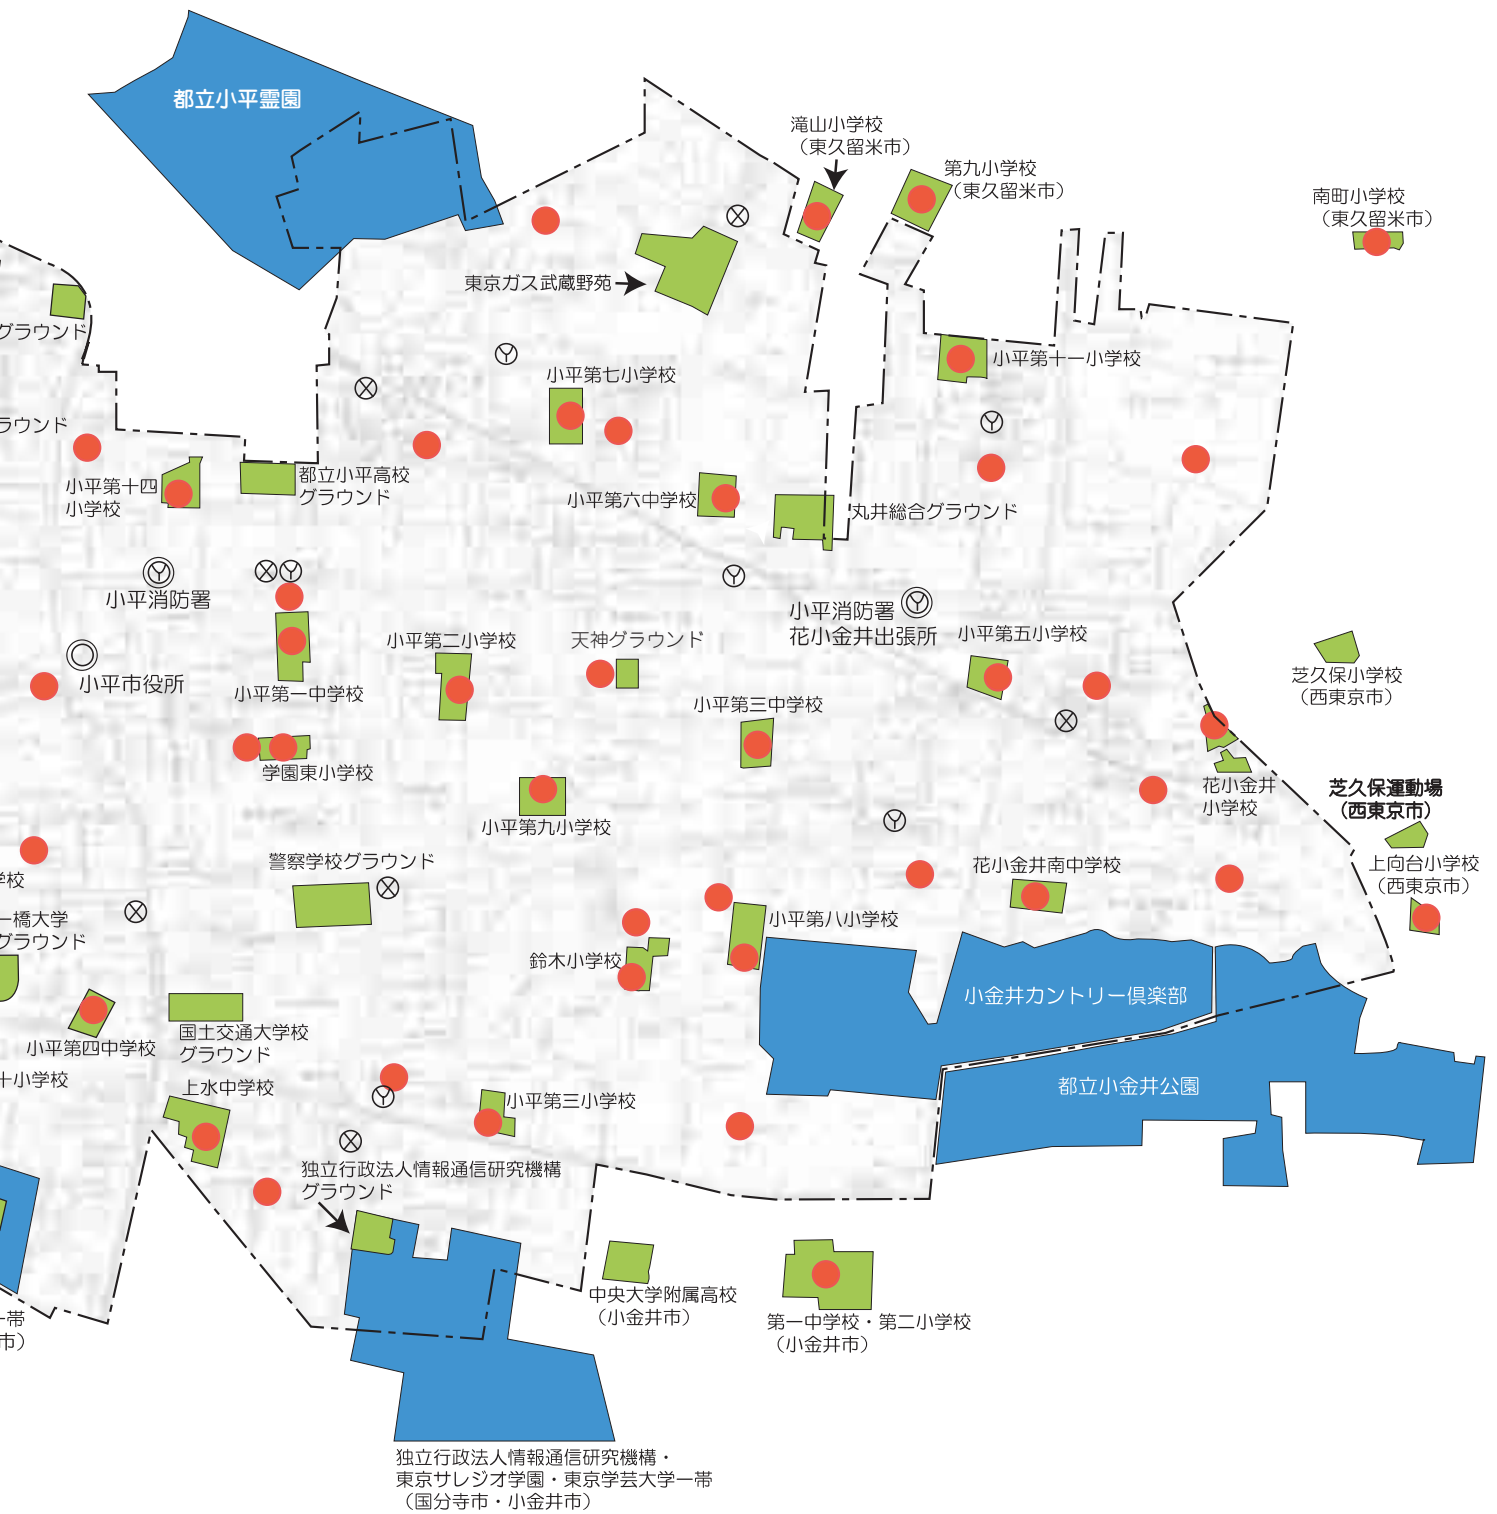 都立小平霊園
滝山小学校
（東久留米市）
第九小学校
（東久留米市）
南町小学校
（東久留米市）
東京ガス武蔵野苑
グラウンド
小平第七小学校
小平第十一小学校
ラウンド
都立小平高校
グラウンド
小平第十四
小学校
小平第六中学校
丸井総合グラウンド
小平消防署
小平消防署
花小金井出張所
小平第五小学校
小平第二小学校
天神グラウンド
小平市役所
小平第一中学校
小平第三中学校
芝久保小学校
（西東京市）
学園東小学校
花小金井
小学校
芝久保運動場
（西東京市）
小平第九小学校
警察学校グラウンド
花小金井南中学校
上向台小学校
（西東京市）
学校
一橋大学
グラウンド
小平第八小学校
鈴木小学校
小金井カントリー倶楽部
国土交通大学校
グラウンド
小平第四中学校
十小学校
上水中学校
都立小金井公園
小平第三小学校
独立行政法人情報通信研究機構
グラウンド
中央大学附属高校
（小金井市）
第一中学校・第二小学校
（小金井市）
一帯
市）
独立行政法人情報通信研究機構・
東京サレジオ学園・東京学芸大学一帯
（国分寺市・小金井市）